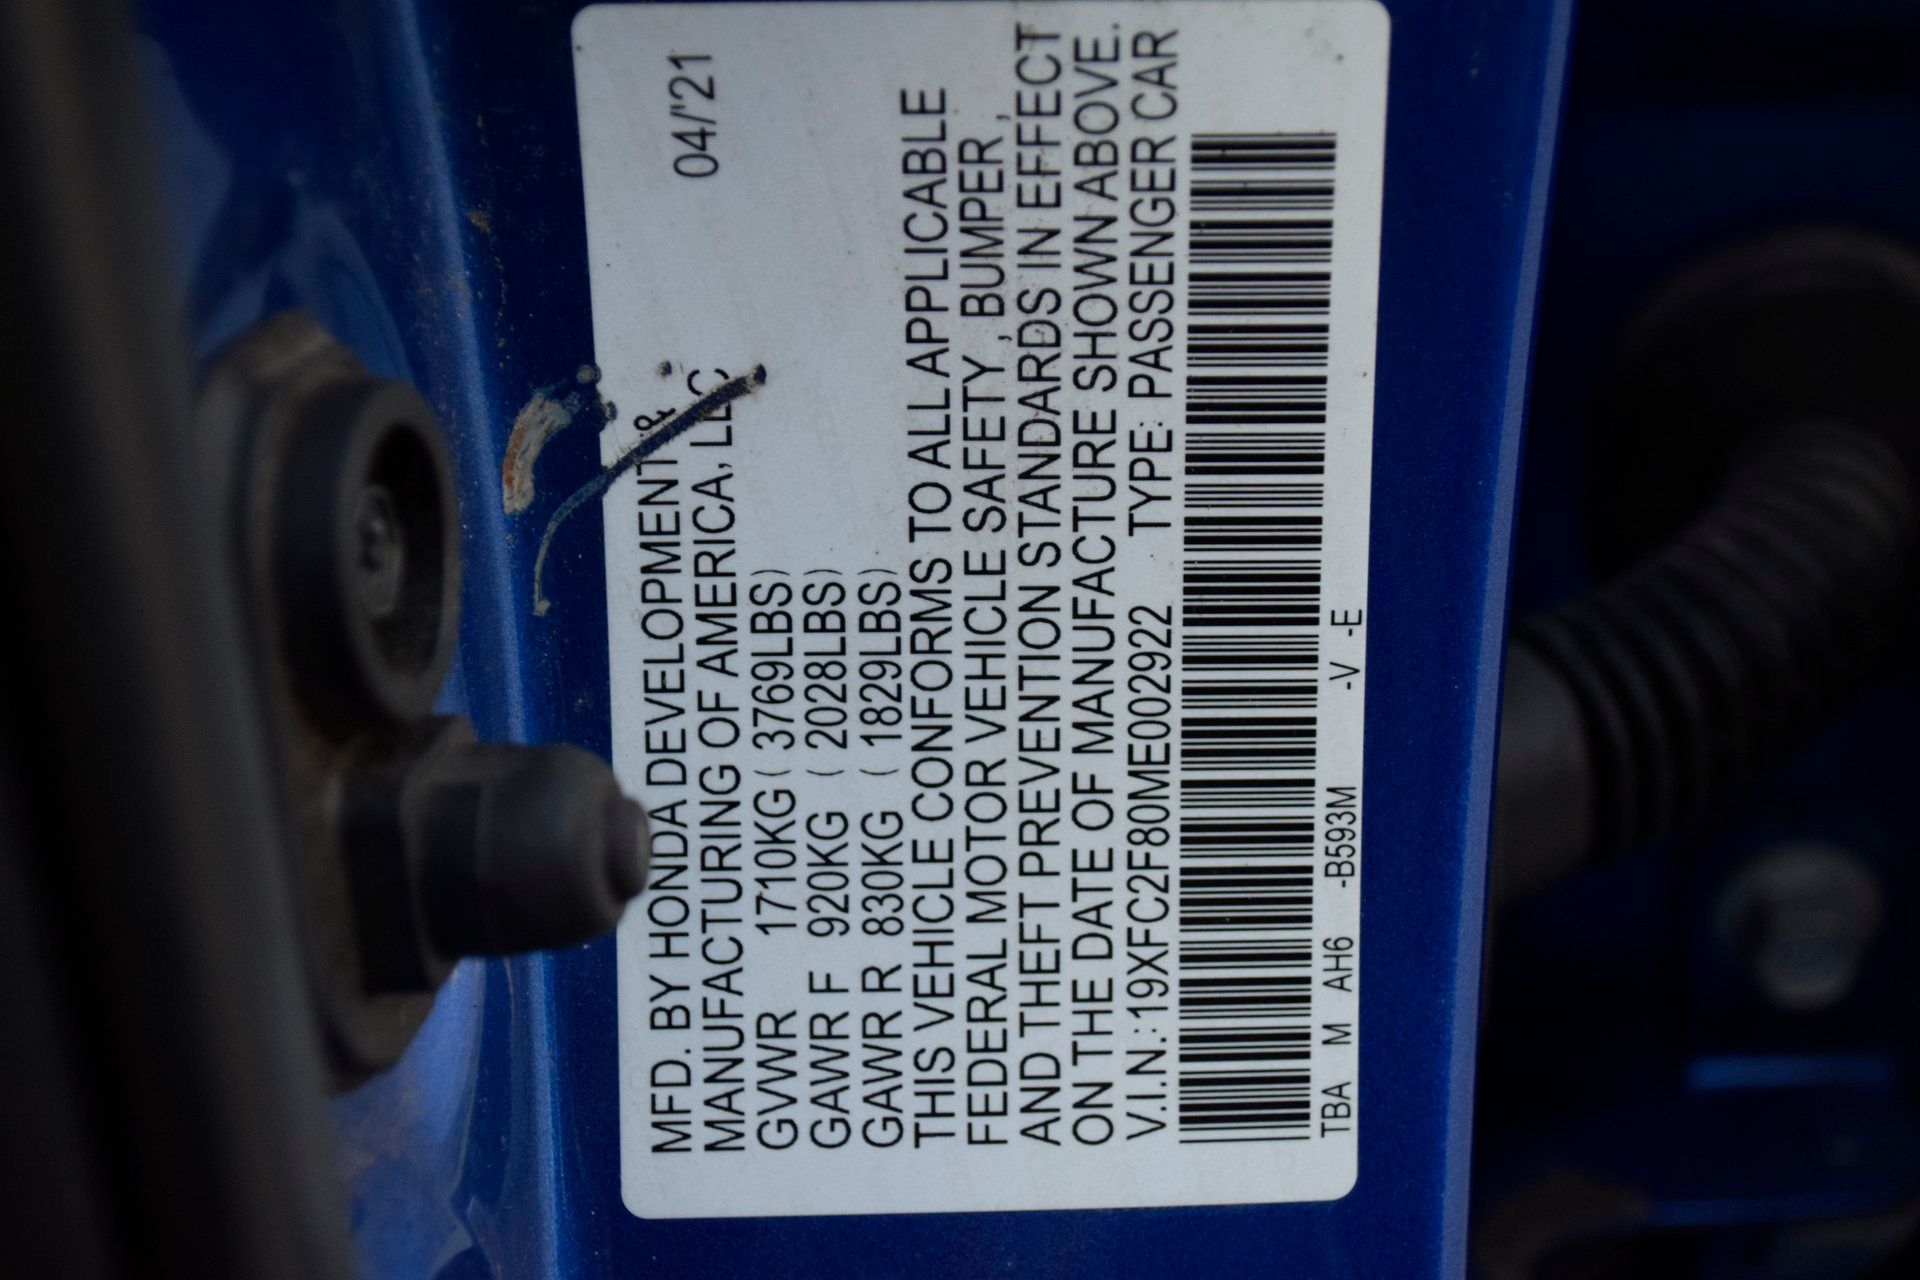 04/'21
MFD. BY HONDA DEVELOPMENT &
MANUFACTURING OF AMERICA, LLC
GVWR 1710KG ( 3769LBS)
GAWR F 920KG ( 2028LBS)
GAWR R 830KG ( 1829LBS)
THIS VEHICLE CONFORMS TO ALL APPLICABLE
FEDERAL MOTOR VEHICLE SAFETY , BUMPER ,
AND THEFT PREVENTION STANDARDS IN EFFECT
ON THE DATE OF MANUFACTURE SHOWN ABOVE.
V.I.N.:19XFC2F80ME002922 TYPE: PASSENGER CAR
TBA M AH6 -B593M -V -E